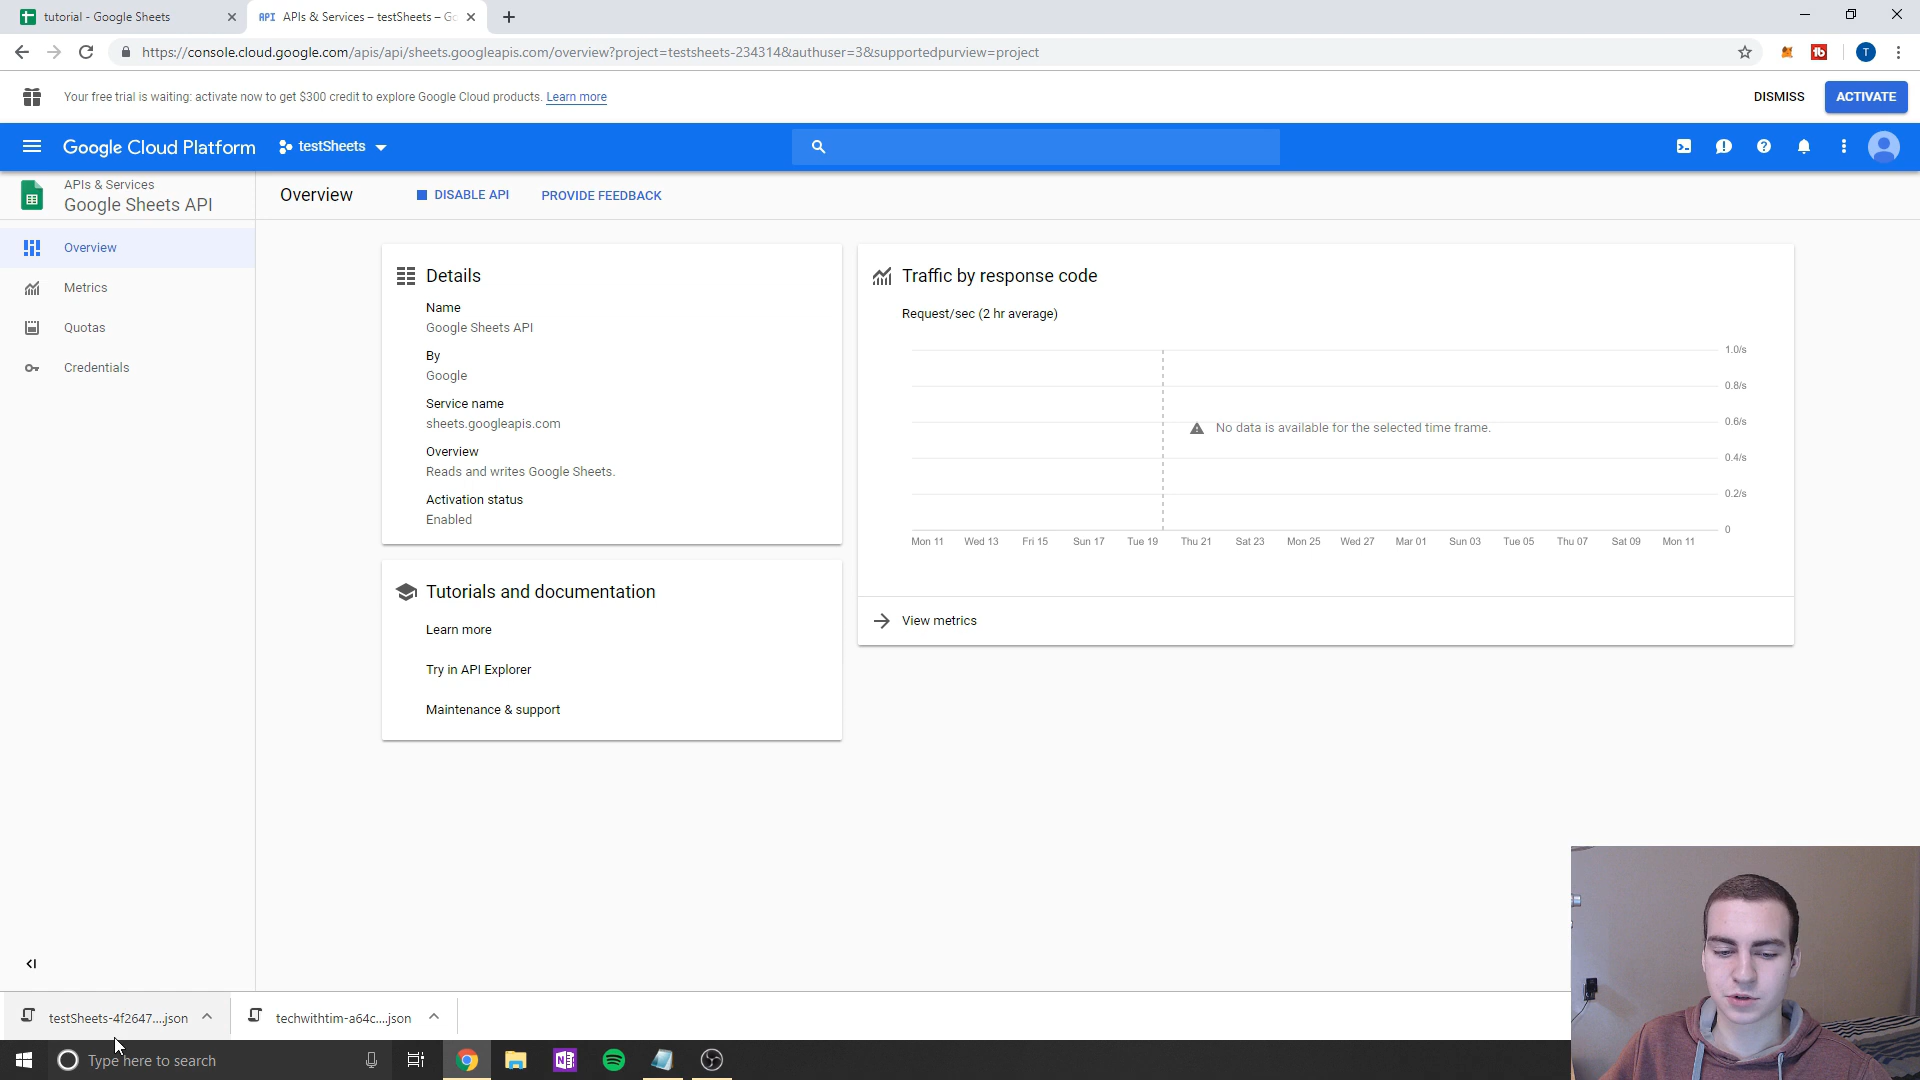 tutorial - Google Sheets
API APIs & Services – testSheets – Go
https://console.cloud.google.com/apis/api/sheets.googleapis.com/overview?project=testsheets-234314&authuser=3&supportedpurview=project
tb
T
Your free trial is waiting: activate now to get $300 credit to explore Google Cloud products. Learn more
DISMISS
ACTIVATE
Google Cloud Platform
testSheets
APIs & Services
Google Sheets API
Overview
DISABLE API
PROVIDE FEEDBACK
Overview
Metrics
Quotas
Credentials
Details
Name
Google Sheets API
By
Google
Service name
sheets.googleapis.com
Overview
Reads and writes Google Sheets.
Activation status
Enabled
Tutorials and documentation
Learn more
Try in API Explorer
Maintenance & support
Traffic by response code
Request/sec (2 hr average)
1.0/s
0.8/s
0.6/s
0.4/s
0.2/s
0
No data is available for the selected time frame.
Mon 11 Wed 13 Fri 15 Sun 17 Tue 19 Thu 21 Sat 23 Mon 25 Wed 27 Mar 01 Sun 03 Tue 05 Thu 07 Sat 09 Mon 11
View metrics
testSheets-4f2647....json
techwithtim-a64c....json
Type here to search